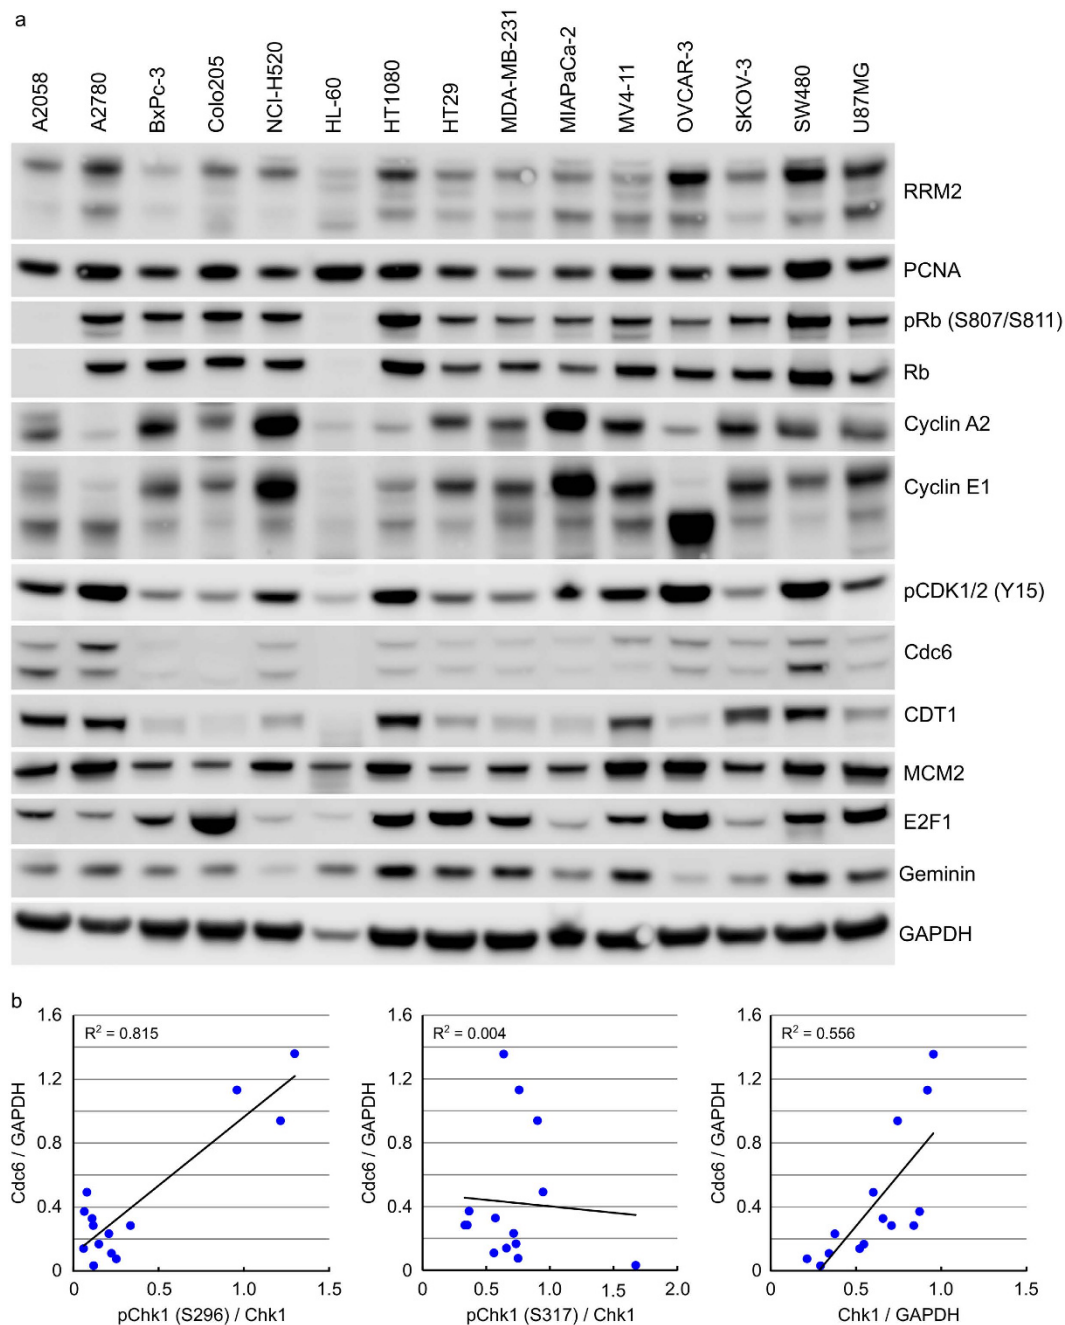 a
A2058
A2780
BxPc-3
Colo205
NCI-H520
HL-60
HT1080
HT29
MDA-MB-231
MIAPaCa-2
MV4-11
OVCAR-3
SKOV-3
SW480
U87MG
RRM2
PCNA
pRb (S807/S811)
Rb
Cyclin A2
Cyclin E1
pCDK1/2 (Y15)
Cdc6
CDT1
MCM2
E2F1
Geminin
GAPDH
b
1.6
1.2
0.8
0.4
0
Cdc6 / GAPDH
R² = 0.815
0 0.5 1.0 1.5
pChk1 (S296) / Chk1
1.6
1.2
0.8
0.4
0
Cdc6 / GAPDH
R² = 0.004
0 0.5 1.0 1.5 2.0
pChk1 (S317) / Chk1
1.6
1.2
0.8
0.4
0
Cdc6 / GAPDH
R² = 0.556
0 0.5 1.0 1.5
Chk1 / GAPDH